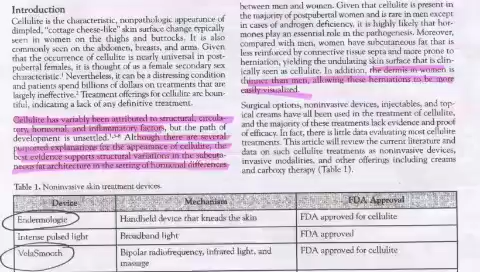 Introduction
Cellulite is the characteristic, nonpathologic appearance of
dimpled, "cottage cheese-like" skin surface change typically
seen in women on the thighs and buttocks. It is also
commonly seen on the abdomen, breasts, and arms. Given
that the occurrence of cellulite is nearly universal in post-
pubertal females, it is thought of as a female secondary sex
characteristic.¹ Nevertheless, it can be a distressing condition
and patients spend billions of dollars on treatments that are
largely ineffective.² Treatment offerings for cellulite are boun-
tiful, indicating a lack of any definitive treatment.
Cellulite has variably been attributed to structural, circula-
tory, hormonal, and inflammatory factors, but the path of
development is unsettled. Although there are several
purported explanations for the appearance of cellulite, the
best evidence supports structural variations in the subcuta-
neous fat architecture in the setting of hormonal differences
between men and women. Given that cellulite is present in
the majority of postpubertal women and is rare in men except
in cases of androgen deficiency, it is highly likely that hor-
mones play an essential role in the pathogenesis. Moreover,
compared with men, women have subcutaneous fat that is
less reinforced by connective tissue septa and more prone to
herniation, yielding the undulating skin surface that is clin-
ically seen as cellulite. In addition, the dermis in women is
thinner than men, allowing these herniations to be more
easily visualized.
Surgical options, noninvasive devices, injectables, and top-
ical creams have all been used in the treatment of cellulite,
and the majority of these treatments lack evidence and proof
of efficacy. In fact, there is little data evaluating most cellulite
treatments. This article will review the current literature and
data on such cellulite treatments as noninvasive devices,
invasive modalities, and other offerings including creams
and carboxy therapy (Table 1).
Table 1. Noninvasive skin treatment devices.
Device Mechanism FDA Approval
Endermologie Handheld device that kneads the skin FDA approved for cellulite
Intense pulsed light Broadband light FDA approved
VelaSmooth Bipolar radiofrequency, infrared light, and FDA approved for cellulite
massage